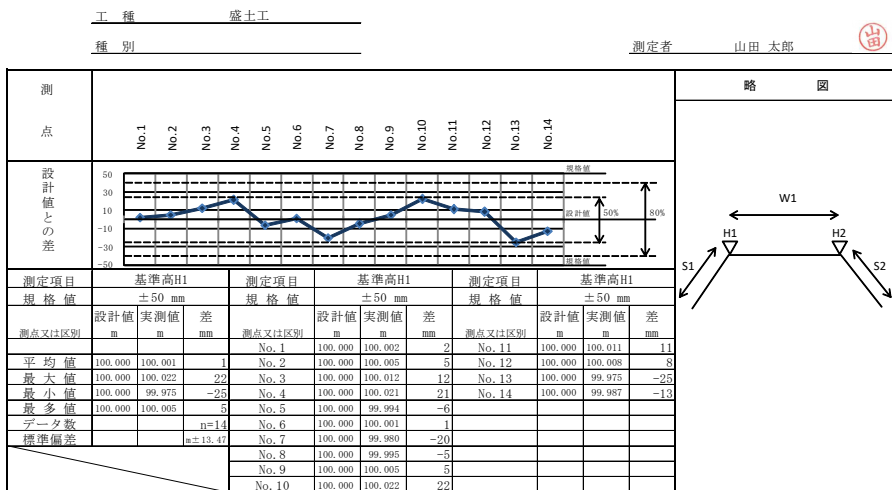 工 種 盛土工
種 別
測定者 山田 太郎 山田
測点 No.1 No.2 No.3 No.4 No.5 No.6 No.7 No.8 No.9 No.10 No.11 No.12 No.13 No.14
略 図
設計値との差
50
30
10
-10
-30
-50
規格値
設計値 50% 80%
規格値
W1
H1 H2
S1 S2
測定項目 基準高H1 測定項目 基準高H1 測定項目 基準高H1
規 格 値 ±50 mm 規 格 値 ±50 mm 規 格 値 ±50 mm
設計値 実測値 差 設計値 実測値 差 設計値 実測値 差
測点又は区別 m m mm 測点又は区別 m m mm 測点又は区別 m m mm
No.1 100.000 100.002 2 No.11 100.000 100.011 11
平 均 値 100.000 100.001 1 No.2 100.000 100.005 5 No.12 100.000 100.008 8
最 大 値 100.000 100.022 22 No.3 100.000 100.012 12 No.13 100.000 99.975 -25
最 小 値 100.000 99.975 -25 No.4 100.000 100.021 21 No.14 100.000 99.987 -13
最 多 値 100.000 100.005 5 No.5 100.000 99.994 -6
データ数 n=14 No.6 100.000 100.001 1
標準偏差 m±13.47 No.7 100.000 99.980 -20
No.8 100.000 99.995 -5
No.9 100.000 100.005 5
No.10 100.000 100.022 22